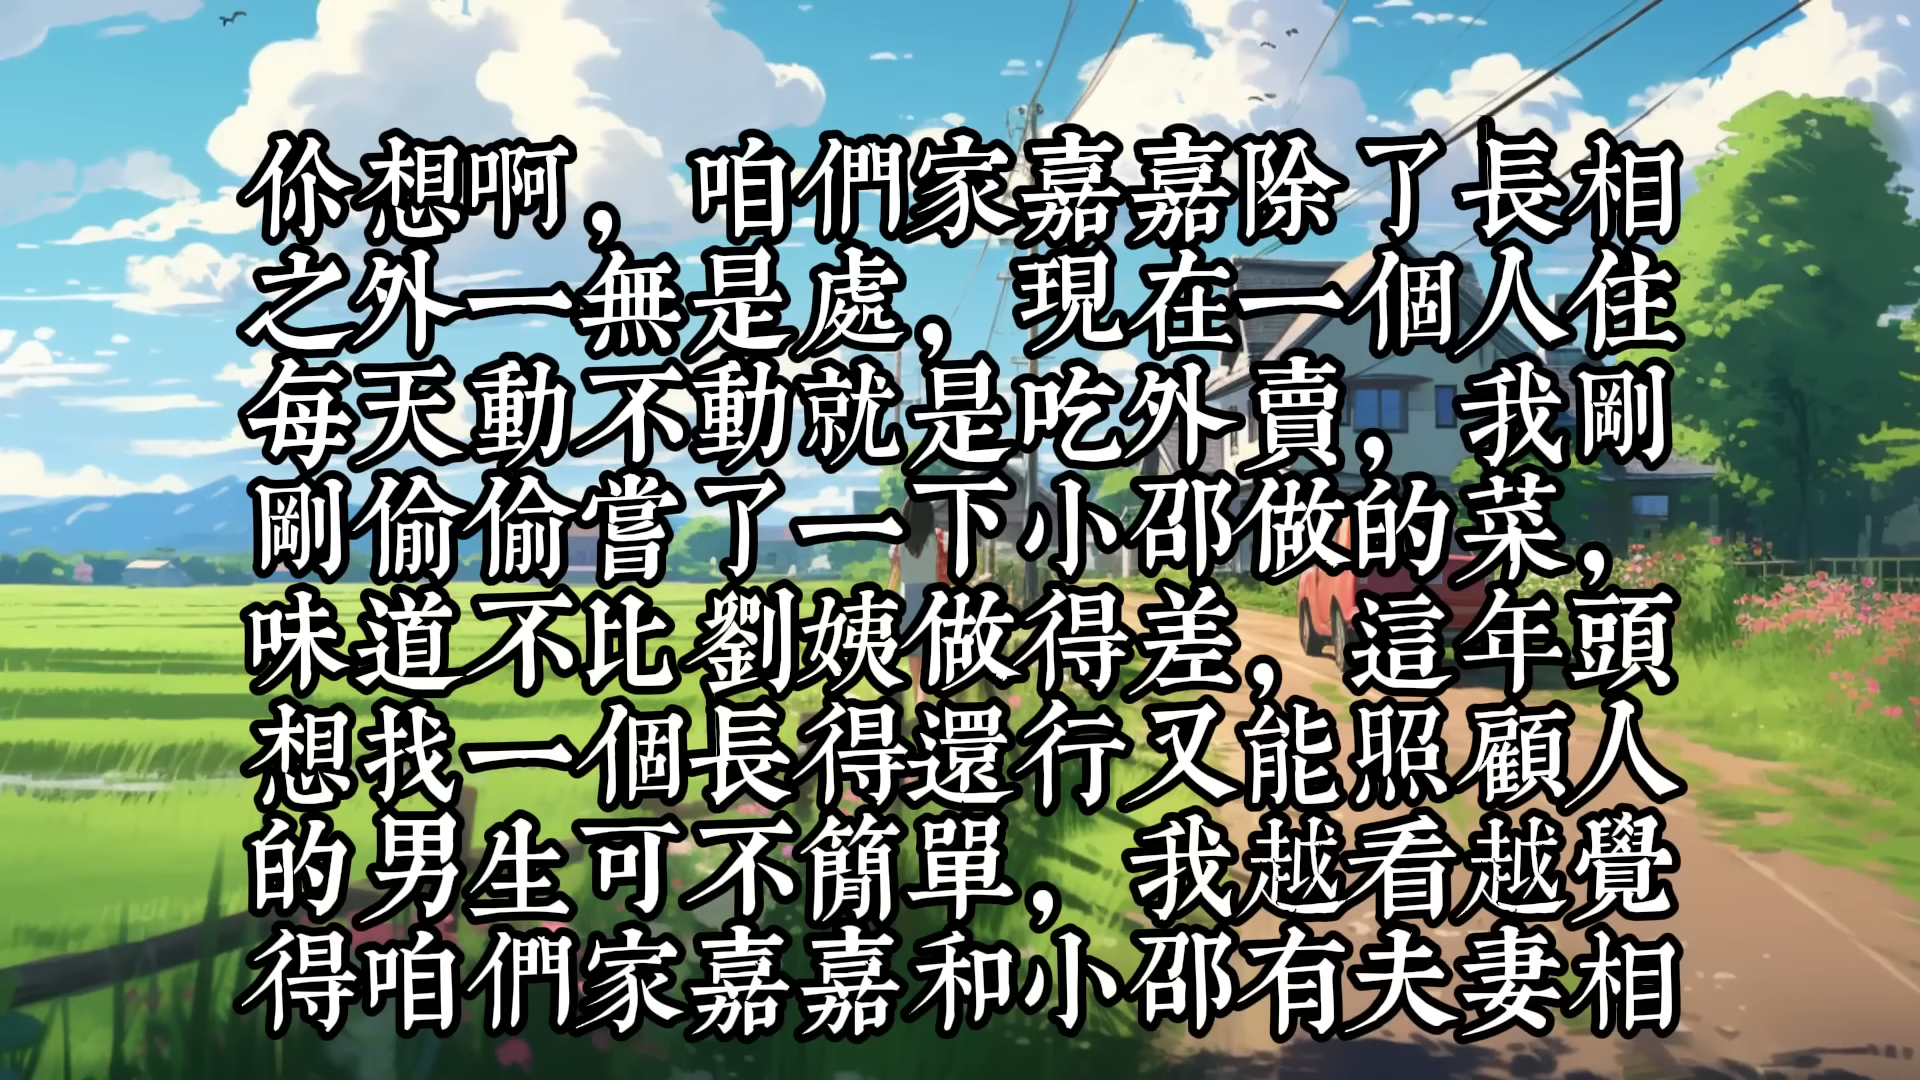 你想啊，咱們家嘉嘉除了長相
之外一無是處，現在一個人住
每天動不動就是吃外賣，我剛
剛偷偷嘗了一下小邵做的菜，
味道不比劉姨做得差，這年頭
想找一個長得還行又能照顧人
的男生可不簡單，我越看越覺
得咱們家嘉嘉和小邵有夫妻相